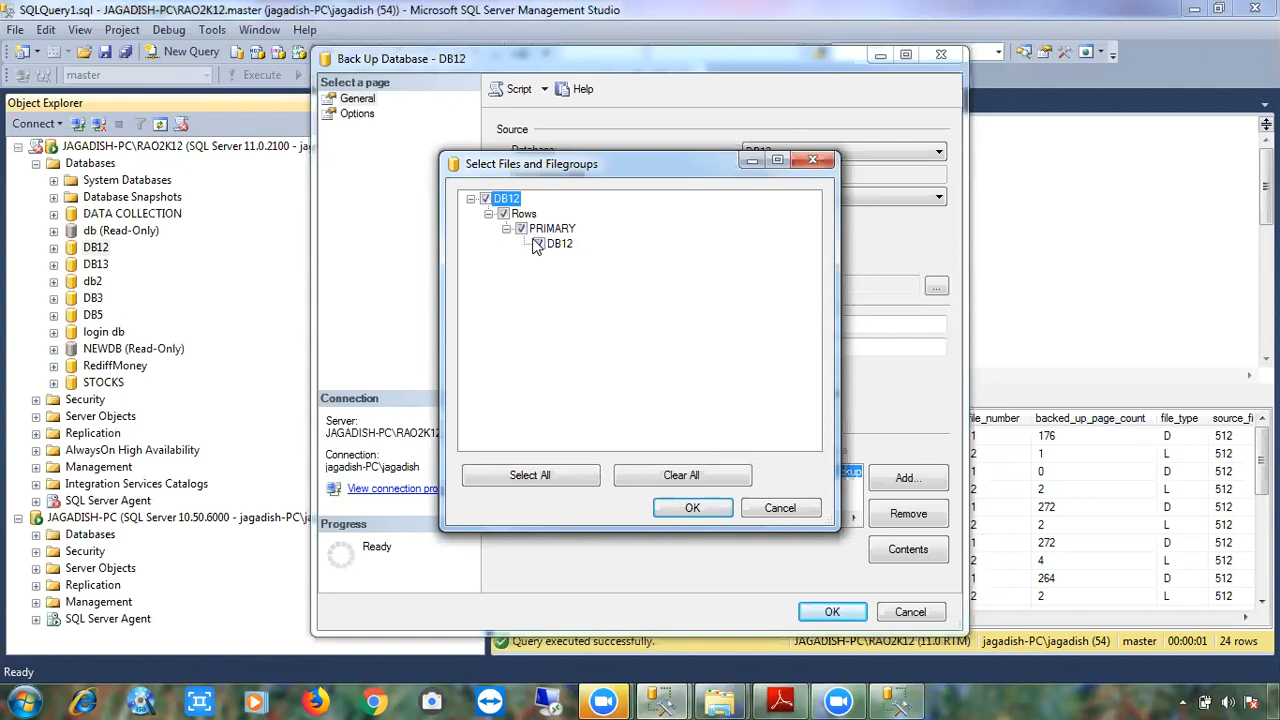 SQLQuery1.sql - JAGADISH-PC\RAO2K12.master (jagadish-PC\jagadish (54)) - Microsoft SQL Server Management Studio
File Edit View Project Debug Tools Window Help
New Query
master Execute
Object Explorer
Connect
JAGADISH-PC\RAO2K12 (SQL Server 11.0.2100 - jagadish-P
Databases
System Databases
Database Snapshots
DATA COLLECTION
db (Read-Only)
DB12
DB13
db2
DB3
DB5
login db
NEWDB (Read-Only)
RediffMoney
STOCKS
Security
Server Objects
Replication
AlwaysOn High Availability
Management
Integration Services Catalogs
SQL Server Agent
JAGADISH-PC (SQL Server 10.50.6000 - jagadish-PC\jaga
Databases
Security
Server Objects
Replication
Management
SQL Server Agent
Back Up Database - DB12
Select a page
General
Options
Script Help
Source
Connection
Server:
JAGADISH-PC\RAO2K12
Connection:
jagadish-PC\jagadish
View connection pro
Progress
Ready
...
Add...
Remove
Contents
OK Cancel
Select Files and Filegroups
DB12
Rows
PRIMARY
DB12
Select All Clear All
OK Cancel
file_number backed_up_page_count file_type source_fi
1 176 D 512
2 1 L 512
1 0 D 512
2 2 L 512
1 272 D 512
2 2 L 512
1 272 D 512
2 4 L 512
1 264 D 512
2 2 L 512
Query executed successfully. JAGADISH-PC\RAO2K12 (11.0 RTM) jagadish-PC\jagadish (54) master 00:00:01 24 rows
Ready